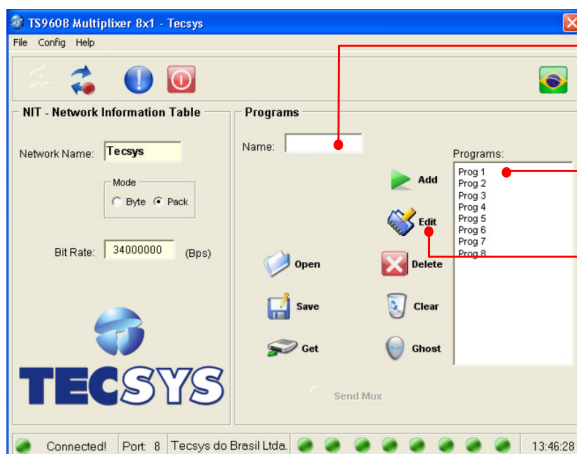 TS9608 Multiplixer 8x1 - Tecsys
File Config Help
NIT - Network Information Table
Network Name: Tecsys
Mode
Byte Pack
Bit Rate: 34000000 (Bps)
TECSYS
Programs
Name:
Programs:
Prog 1
Prog 2
Prog 3
Prog 4
Prog 5
Prog 6
Prog 7
Prog 8
Add
Edit
Open Delete
Save Clear
Get Ghost
Send Mux
Connected! Port: 8 Tecsys do Brasil Ltda. 13:46:28